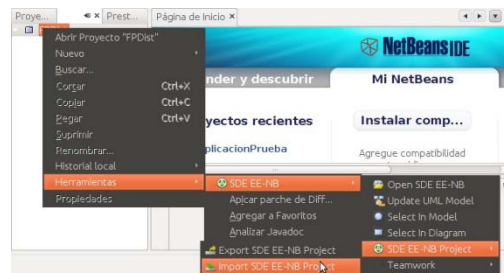 Proye... Prest... Página de Inicio
Abrir Proyecto "FPDist"
Nuevo
Buscar...
Cortar Ctrl+X
Copiar Ctrl+C
Pegar Ctrl+V
Suprimir
Renombrar...
Historial local
Herramientas
Propiedades
NetBeans IDE
nder y descubrir Mi NetBeans
yectos recientes Instalar comp...
plicacionPrueba Agregue compatibilidad
SDE EE-NB
Apicar parche de Diff...
Agregar a Favoritos
Analizar Javadoc
Export SDE EE-NB Project
Import SDE EE-NB Project
Open SDE EE-NB
Update UML Model
Select In Model
Select In Diagram
SDE EE-NB Project
Teamwork